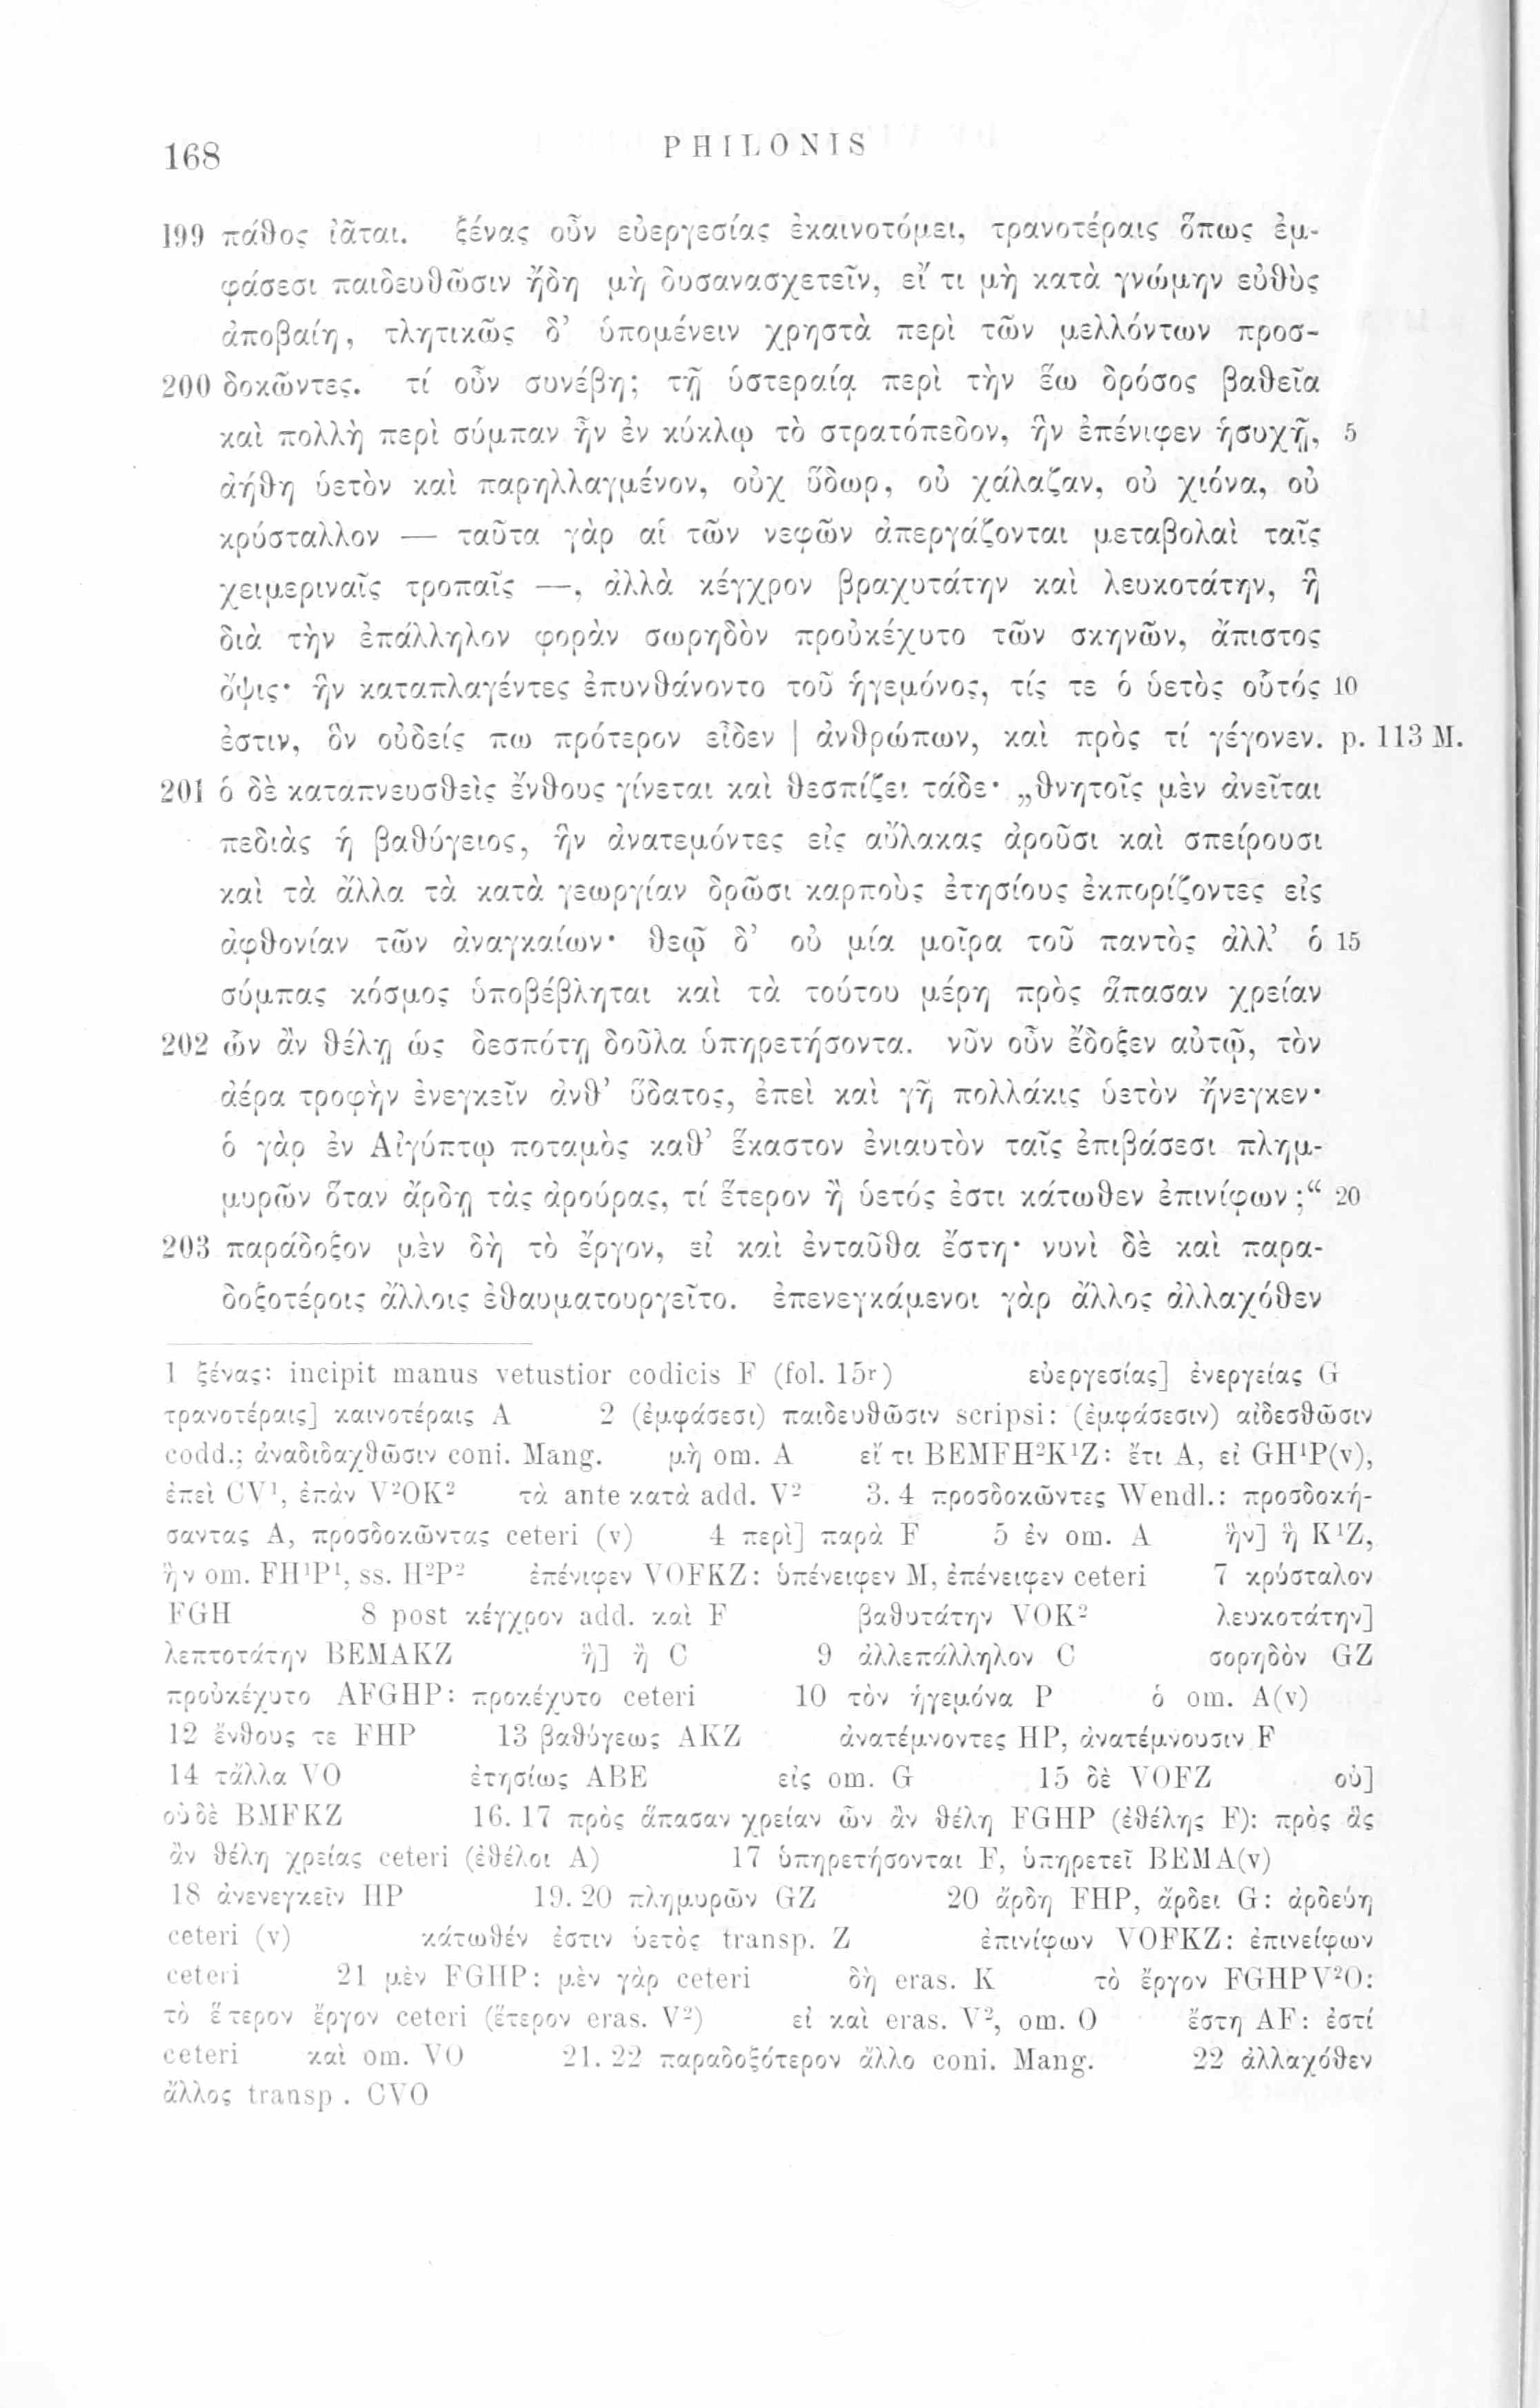 168 PHILONIS
199 πάθος ἰᾶται. ξένας οὖν εὐεργεσίας ἐκαινοτόμει, τρανοτέραις ὅπως ἐμ-
φάσεσι παιδευθῶσιν ἤδη μὴ δυσανασχετεῖν, εἴ τι μὴ κατὰ γνώμην εὐθὺς
ἀποβαίη, τλητικῶς δ’ ὑπομένειν χρηστὰ περὶ τῶν μελλόντων προσ-
200 δοκῶντες. τί οὖν συνέβη; τῇ ὑστεραίᾳ περὶ τὴν ἕω δρόσος βαθεῖα
καὶ πολλὴ περὶ σύμπαν ἦν ἐν κύκλῳ τὸ στρατόπεδον, ἣν ἐπένιφεν ἡσυχῇ, 5
ἀήθη ὑετὸν καὶ παρηλλαγμένον, οὐχ ὕδωρ, οὐ χάλαζαν, οὐ χιόνα, οὐ
κρύσταλλον — ταῦτα γὰρ αἱ τῶν νεφῶν ἀπεργάζονται μεταβολαὶ ταῖς
χειμεριναῖς τροπαῖς —, ἀλλὰ κέγχρον βραχυτάτην καὶ λευκοτάτην, ἣ
διὰ τὴν ἐπάλληλον φορὰν σωρηδὸν προὐκέχυτο τῶν σκηνῶν, ἄπιστος
ὄψις· ἣν καταπλαγέντες ἐπυνθάνοντο τοῦ ἡγεμόνος, τίς τε ὁ ὑετὸς οὗτός 10
ἐστιν, ὃν οὐδείς πω πρότερον εἶδεν | ἀνθρώπων, καὶ πρὸς τί γέγονεν. p. 113 M.
201 ὁ δὲ καταπνευσθεὶς ἔνθους γίνεται καὶ θεσπίζει τάδε· „θνητοῖς μὲν ἀνεῖται
πεδιὰς ἡ βαθύγειος, ἣν ἀνατεμόντες εἰς αὔλακας ἀροῦσι καὶ σπείρουσι
καὶ τὰ ἄλλα τὰ κατὰ γεωργίαν δρῶσι καρποὺς ἐτησίους ἐκπορίζοντες εἰς
ἀφθονίαν τῶν ἀναγκαίων· θεῷ δ’ οὐ μία μοῖρα τοῦ παντὸς ἀλλ’ ὁ 15
σύμπας κόσμος ὑποβέβληται καὶ τὰ τούτου μέρη πρὸς ἅπασαν χρείαν
202 ὧν ἂν θέλῃ ὡς δεσπότῃ δοῦλα ὑπηρετήσοντα. νῦν οὖν ἔδοξεν αὐτῷ, τὸν
ἀέρα τροφὴν ἐνεγκεῖν ἀνθ’ ὕδατος, ἐπεὶ καὶ γῆ πολλάκις ὑετὸν ἤνεγκεν·
ὁ γὰρ ἐν Αἰγύπτῳ ποταμὸς καθ’ ἕκαστον ἐνιαυτὸν ταῖς ἐπιβάσεσι πλημ-
μυρῶν ὅταν ἄρδῃ τὰς ἀρούρας, τί ἕτερον ἢ ὑετός ἐστι κάτωθεν ἐπινίφων;“ 20
203 παράδοξον μὲν δὴ τὸ ἔργον, εἰ καὶ ἐνταῦθα ἔστη· νυνὶ δὲ καὶ παρα-
δοξοτέροις ἄλλοις ἐθαυματουργεῖτο. ἐπενεγκάμενοι γὰρ ἄλλος ἀλλαχόθεν
1 ξένας: incipit manus vetustior codicis F (fol. 15r) εὐεργεσίας] ἐνεργείας G
τρανοτέραις] καινοτέραις A 2 (ἐμφάσεσι) παιδευθῶσιν scripsi: (ἐμφάσεσιν) αἰδεσθῶσιν
codd.; ἀναδιδαχθῶσιν coni. Mang. μὴ om. A εἴ τι BEMFH²K¹Z: ἔτι A, εἰ GH¹P(v),
ἐπεὶ CV¹, ἐπὰν V²OK² τὰ ante κατὰ add. V² 3. 4 προσδοκῶντες Wendl.: προσδοκή-
σαντας A, προσδοκῶντας ceteri (v) 4 περὶ] παρὰ F 5 ἐν om. A ἣν] ἢ K¹Z,
ἣν om. FH¹P¹, ss. H²P² ἐπένιφεν VOFKZ: ὑπένειφεν M, ἐπένειφεν ceteri 7 κρύσταλον
FGH 8 post κέγχρον add. καὶ F βαθυτάτην VOK² λευκοτάτην]
λεπτοτάτην BEMAKZ ἣ] ἢ C 9 ἀλλεπάλληλον C σορηδὸν GZ
προὐκέχυτο AFGHP: προκέχυτο ceteri 10 τὸν ἡγεμόνα P ὁ om. A(v)
12 ἔνθους τε FHP 13 βαθύγεως AKZ ἀνατέμνοντες HP, ἀνατέμνουσιν F
14 τἄλλα VO ἐτησίως ABE εἰς om. G 15 δὲ VOFZ οὐ]
οὐδὲ BMFKZ 16. 17 πρὸς ἅπασαν χρείαν ὧν ἂν θέλῃ FGHP (ἐθέλῃς F): πρὸς ἃς
ἂν θέλῃ χρείας ceteri (ἐθέλοι A) 17 ὑπηρετήσονται F, ὑπηρετεῖ BEMA(v)
18 ἀνενεγκεῖν HP 19. 20 πλημυρῶν GZ 20 ἄρδῃ FHP, ἄρδει G: ἀρδεύῃ
ceteri (v) κάτωθέν ἐστιν ὑετὸς transp. Z ἐπινίφων VOFKZ: ἐπινείφων
ceteri 21 μὲν FGHP: μὲν γὰρ ceteri δὴ eras. K τὸ ἔργον FGHPV²O:
τὸ ἕτερον ἔργον ceteri (ἕτερον eras. V²) εἰ καὶ eras. V², om. O ἔστη AF: ἐστί
ceteri καὶ om. VO 21. 22 παραδοξότερον ἄλλο coni. Mang. 22 ἀλλαχόθεν
ἄλλος transp. CVO